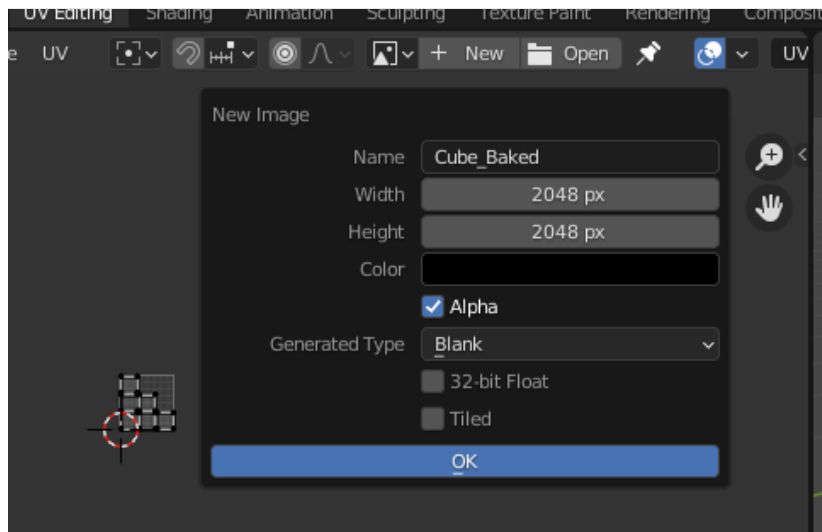 UV Editing Shading Animation Sculpting Texture Paint Rendering Composit
e UV New Open UV
New Image
Name Cube_Baked
Width 2048 px
Height 2048 px
Color
Alpha
Generated Type Blank
32-bit Float
Tiled
OK